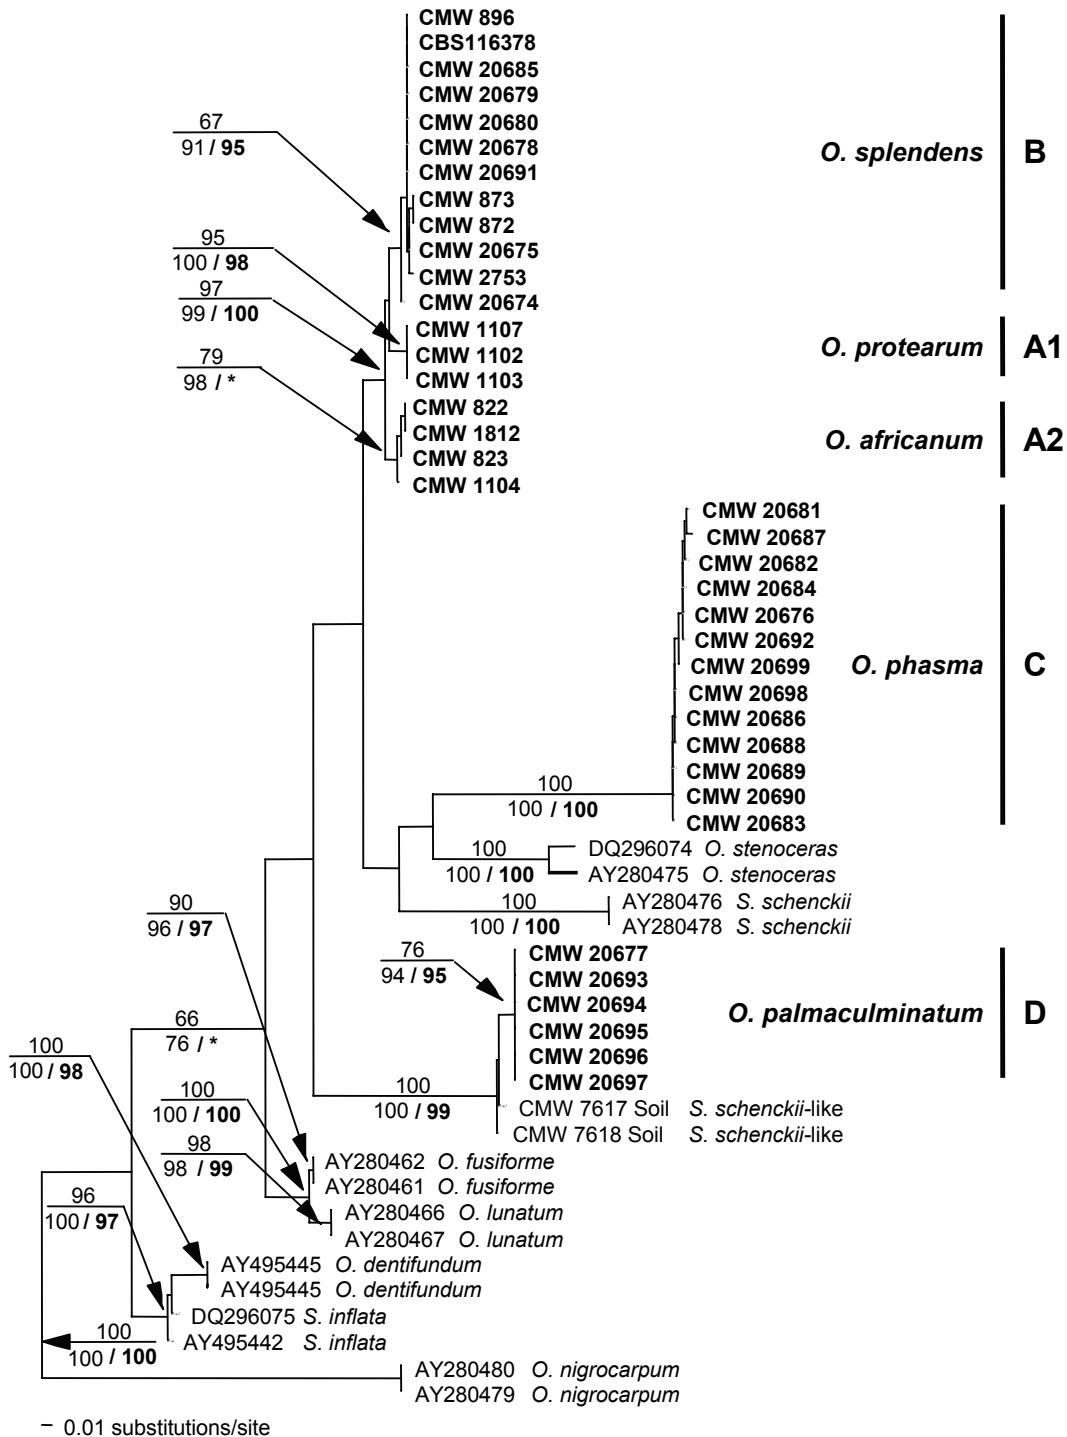 CMW 896
CBS116378
CMW 20685
CMW 20679
CMW 20680
CMW 20678
CMW 20691
CMW 873
CMW 872
CMW 20675
CMW 2753
CMW 20674
O. splendens B
67
91 / 95
95
100 / 98
97
99 / 100
79
98 / *
CMW 1107
CMW 1102
CMW 1103
O. protearum A1
CMW 822
CMW 1812
CMW 823
CMW 1104
O. africanum A2
CMW 20681
CMW 20687
CMW 20682
CMW 20684
CMW 20676
CMW 20692
CMW 20699
CMW 20698
CMW 20686
CMW 20688
CMW 20689
CMW 20690
CMW 20683
O. phasma C
100
100 / 100
DQ296074 O. stenoceras
AY280475 O. stenoceras
100
100 / 100
AY280476 S. schenckii
AY280478 S. schenckii
100
100 / 100
90
96 / 97
76
94 / 95
CMW 20677
CMW 20693
CMW 20694
CMW 20695
CMW 20696
CMW 20697
O. palmaculminatum D
66
76 / *
100
100 / 98
100
100 / 99
CMW 7617 Soil S. schenckii-like
CMW 7618 Soil S. schenckii-like
100
100 / 100
98
98 / 99
AY280462 O. fusiforme
AY280461 O. fusiforme
AY280466 O. lunatum
AY280467 O. lunatum
96
100 / 97
AY495445 O. dentifundum
AY495445 O. dentifundum
DQ296075 S. inflata
AY495442 S. inflata
100
100 / 100
AY280480 O. nigrocarpum
AY280479 O. nigrocarpum
0.01 substitutions/site